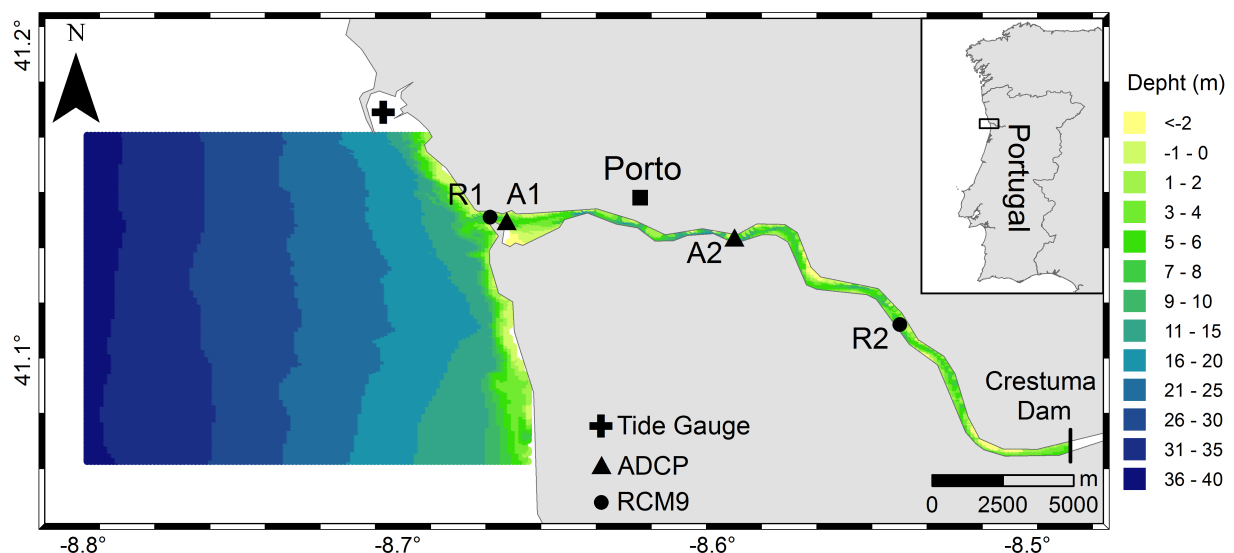 41.2°
N
Portugal
Depht (m)
<-2
-1 - 0
1 - 2
3 - 4
5 - 6
7 - 8
9 - 10
11 - 15
16 - 20
21 - 25
26 - 30
31 - 35
36 - 40
Porto
R1
A1
A2
R2
41.1°
Crestuma
Dam
Tide Gauge
ADCP
RCM9
m
0 2500 5000
-8.8° -8.7° -8.6° -8.5°